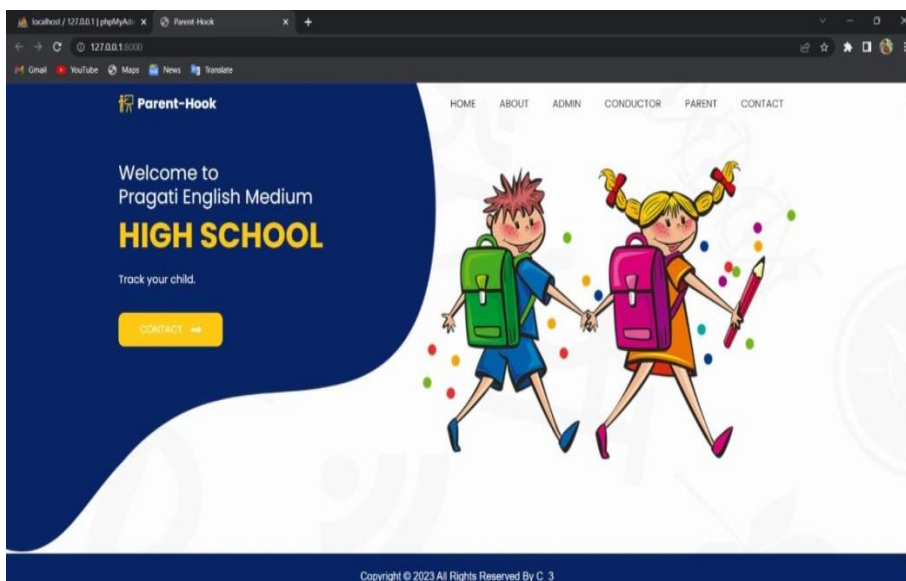 localhost / 127.0.0.1 | phpMyAdm
Parent-Hook
127.0.0.1:8000
Gmail YouTube Maps News Translate
Parent-Hook
HOME ABOUT ADMIN CONDUCTOR PARENT CONTACT
Welcome to
Pragati English Medium
HIGH SCHOOL
Track your child.
CONTACT
Copyright © 2023 All Rights Reserved By C_3